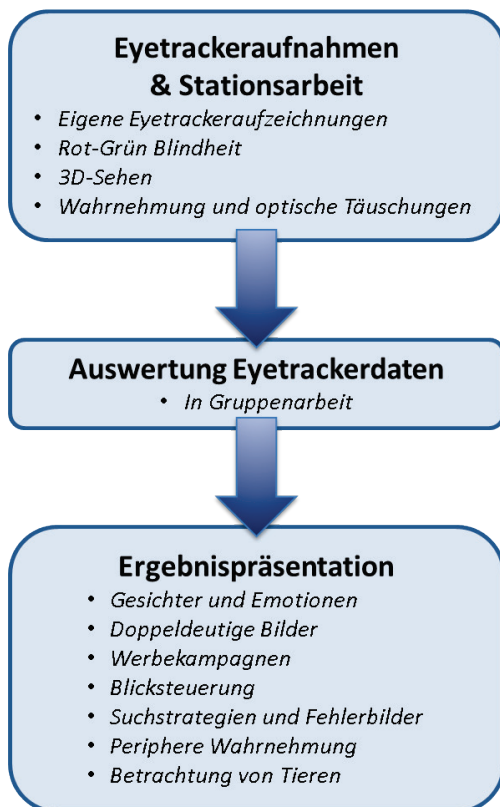 Eyetrackeraufnahmen
& Stationsarbeit
• Eigene Eyetrackeraufzeichnungen
• Rot-Grün Blindheit
• 3D-Sehen
• Wahrnehmung und optische Täuschungen
Auswertung Eyetrackerdaten
• In Gruppenarbeit
Ergebnispräsentation
• Gesichter und Emotionen
• Doppeldeutige Bilder
• Werbekampagnen
• Blicksteuerung
• Suchstrategien und Fehlerbilder
• Periphere Wahrnehmung
• Betrachtung von Tieren